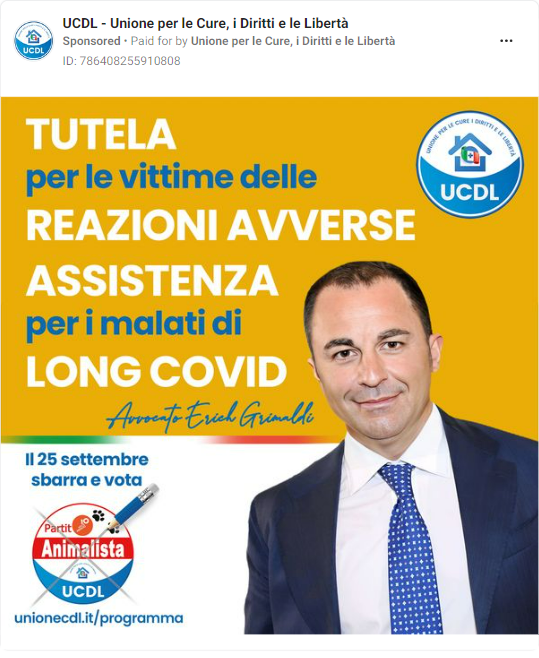 UCDL - Unione per le Cure, i Diritti e le Libertà
Sponsored • Paid for by Unione per le Cure, i Diritti e le Libertà
ID: 786408255910808
UCDL
TUTELA
per le vittime delle
REAZIONI AVVERSE
ASSISTENZA
per i malati di
LONG COVID
Avvocato Erich Grimaldi
UNIONE PER LE CURE I DIRITTI E LE LIBERTÀ
UCDL
Il 25 settembre
sbarra e vota
Partito
Animalista
UCDL
unionecdl.it/programma